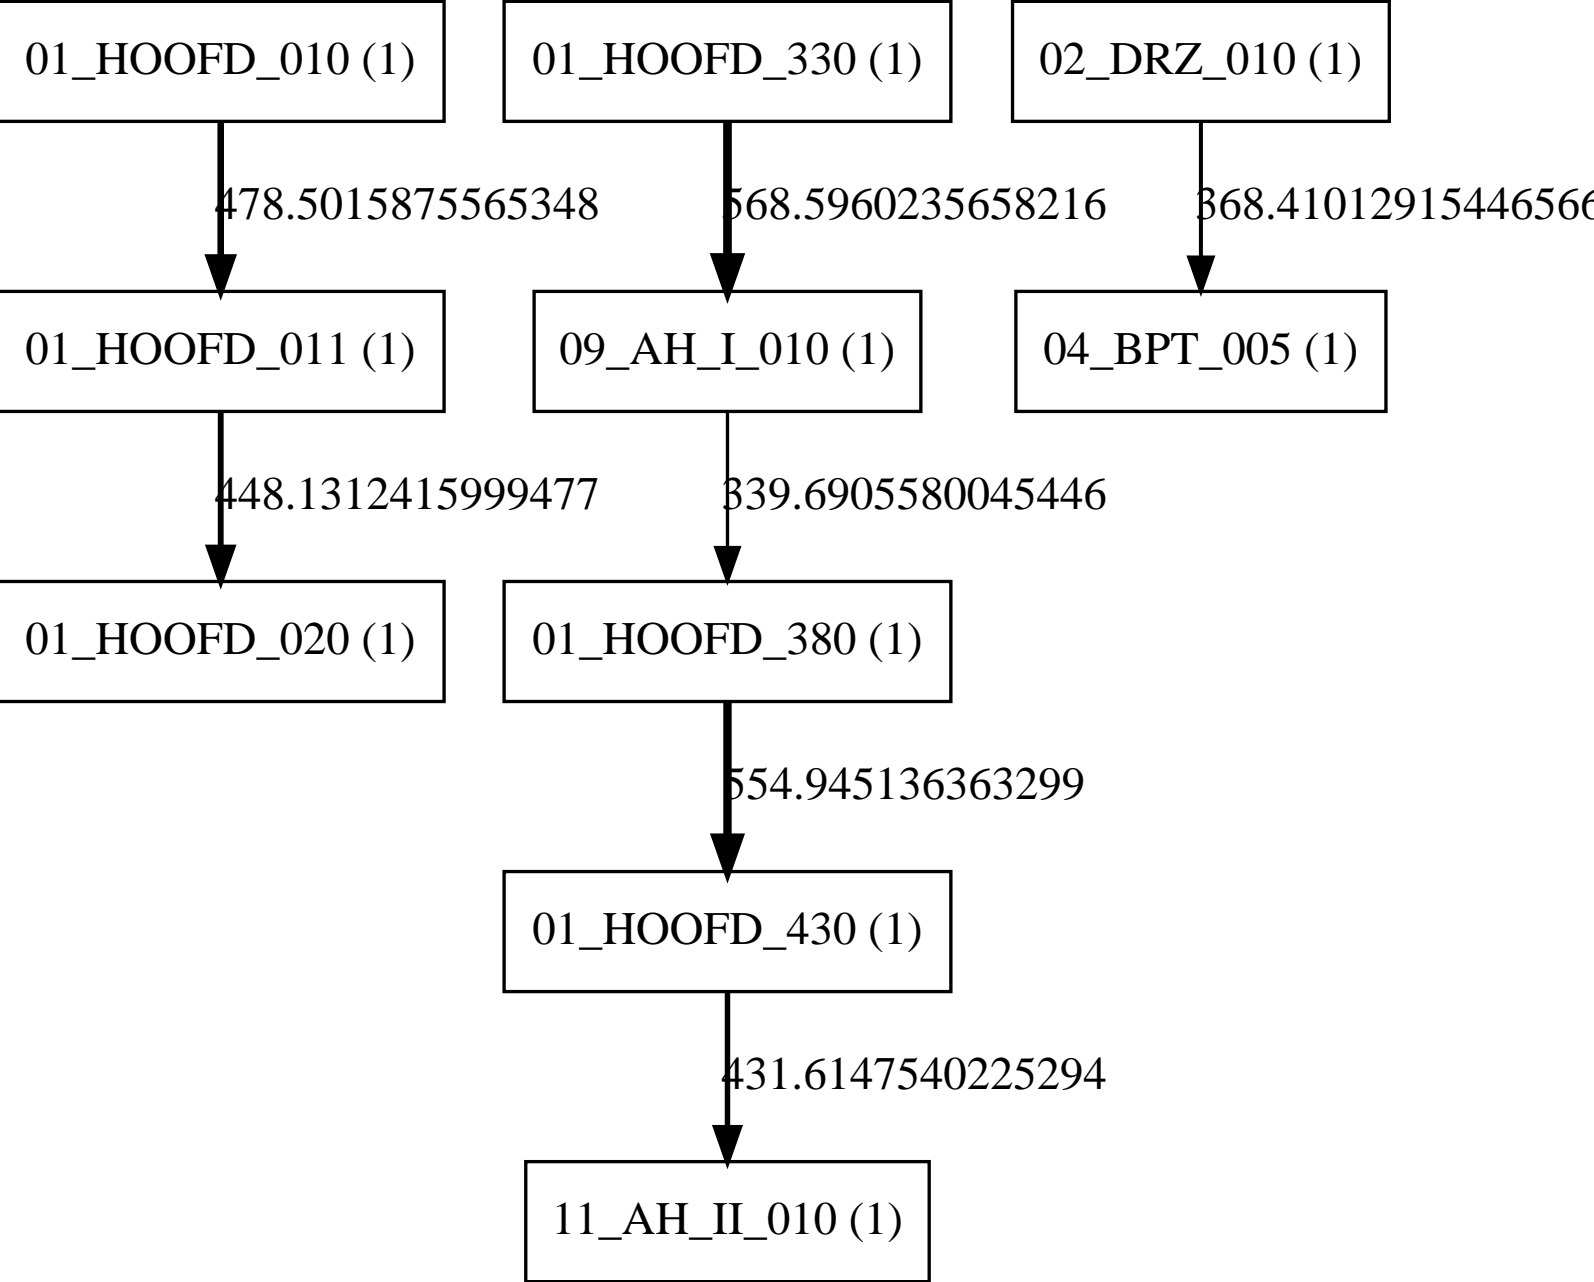 01_HOOFD_010 (1)
01_HOOFD_330 (1)
02_DRZ_010 (1)
478.5015875565348
568.5960235658216
368.41012915446566
01_HOOFD_011 (1)
09_AH_I_010 (1)
04_BPT_005 (1)
448.1312415999477
339.6905580045446
01_HOOFD_020 (1)
01_HOOFD_380 (1)
554.945136363299
01_HOOFD_430 (1)
431.6147540225294
11_AH_II_010 (1)